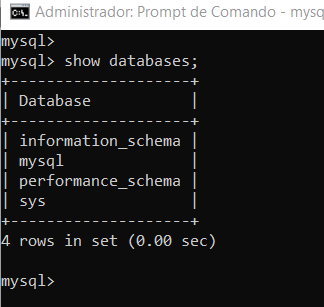 Administrador: Prompt de Comando - mysq
mysql>
mysql> show databases;
+--------------------+
| Database           |
+--------------------+
| information_schema |
| mysql              |
| performance_schema |
| sys                |
+--------------------+
4 rows in set (0.00 sec)
mysql>